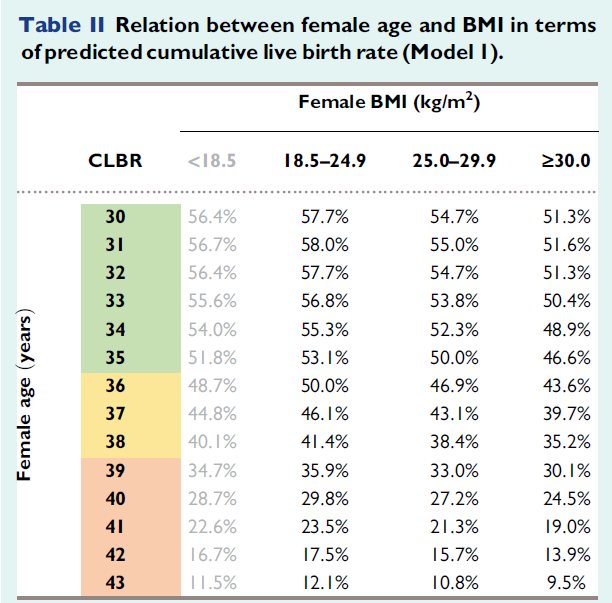 Table II Relation between female age and BMI in terms
of predicted cumulative live birth rate (Model 1).
Female BMI (kg/m²)
CLBR <18.5 18.5–24.9 25.0–29.9 ≥30.0
Female age (years)
30 56.4% 57.7% 54.7% 51.3%
31 56.7% 58.0% 55.0% 51.6%
32 56.4% 57.7% 54.7% 51.3%
33 55.6% 56.8% 53.8% 50.4%
34 54.0% 55.3% 52.3% 48.9%
35 51.8% 53.1% 50.0% 46.6%
36 48.7% 50.0% 46.9% 43.6%
37 44.8% 46.1% 43.1% 39.7%
38 40.1% 41.4% 38.4% 35.2%
39 34.7% 35.9% 33.0% 30.1%
40 28.7% 29.8% 27.2% 24.5%
41 22.6% 23.5% 21.3% 19.0%
42 16.7% 17.5% 15.7% 13.9%
43 11.5% 12.1% 10.8% 9.5%